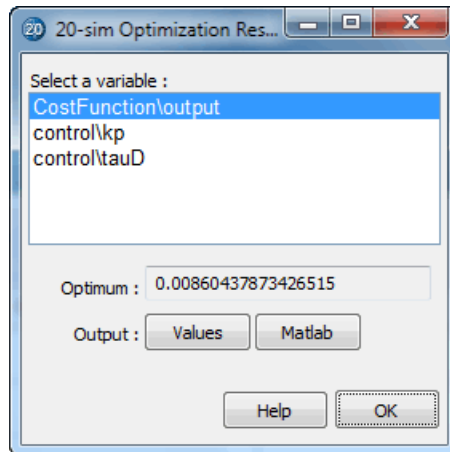 20 20-sim Optimization Res...
Select a variable :
CostFunction\output
control\kp
control\tauD
Optimum : 0.00860437873426515
Output : Values Matlab
Help OK